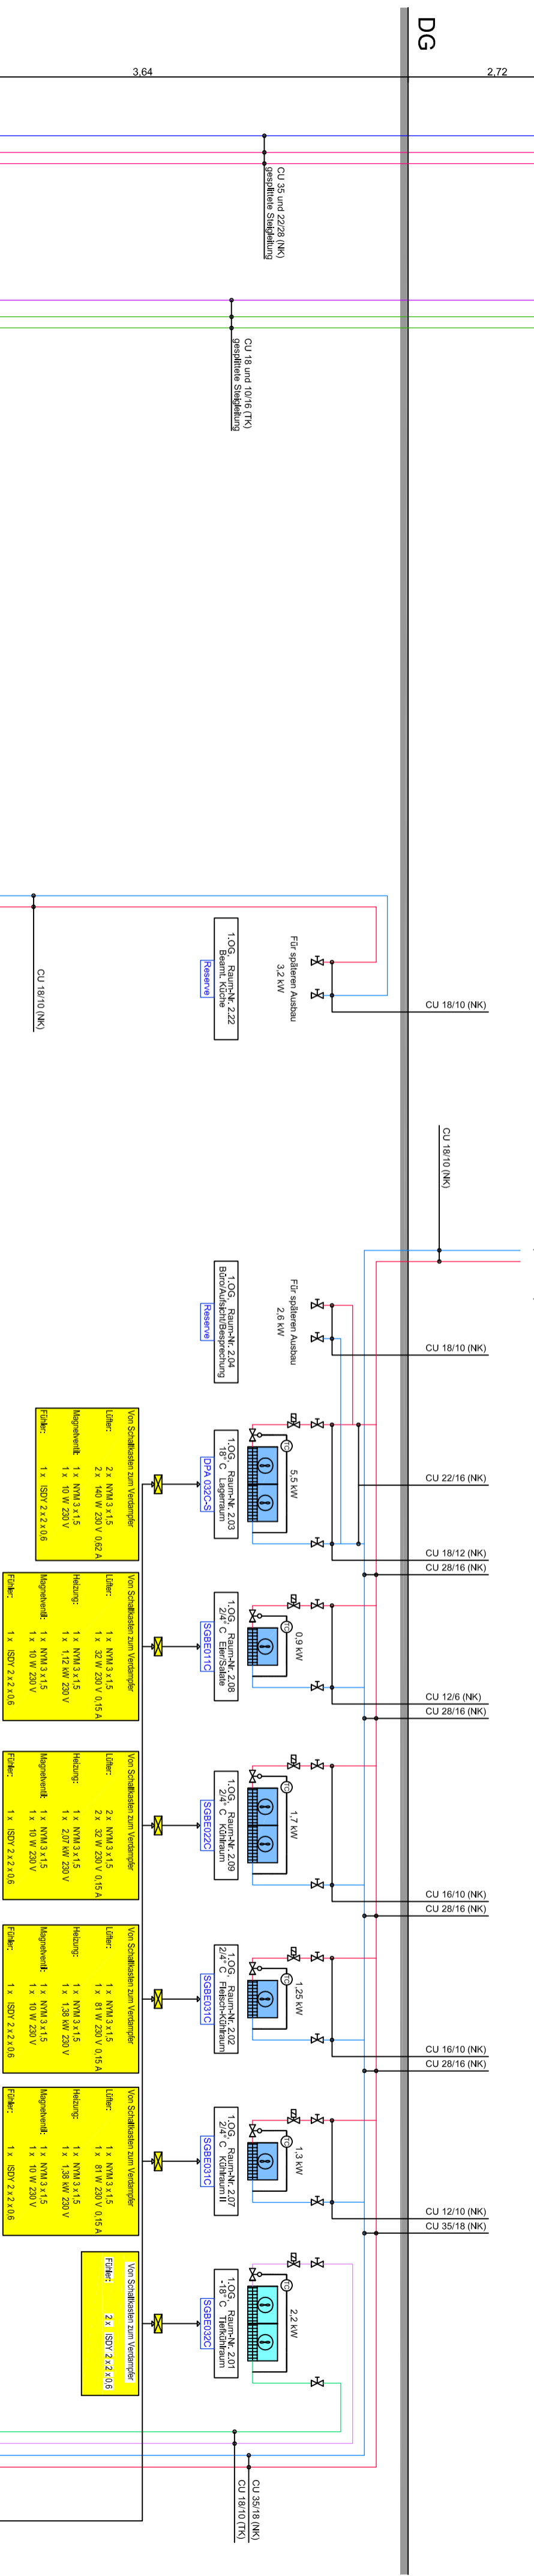 DG
3,64
2,72
CU 35 und 22/28 (NK)
gesplittete Steigleitung
CU 18 und 10/16 (TK)
gesplittete Steigleitung
CU 18/10 (NK)
Für späteren Ausbau
3,2 kW
1.OG, Raum-Nr. 2.22
Beamt. Küche
Reserve
CU 18/10 (NK)
CU 18/10 (NK)
Für späteren Ausbau
2,6 kW
1.OG, Raum-Nr. 2.04
Büro/Aufsicht/Besprechung
Reserve
CU 18/10 (NK)
CU 22/16 (NK)
CU 18/12 (NK)
CU 28/16 (NK)
5,5 kW
TC
1.OG, Raum-Nr. 2.03
18° C Lagerraum
DPA 032C-S
Von Schaltkasten zum Verdampfer
Lüfter: 2 x NYM 3 x 1,5
2 x 140 W 230 V 0,62 A
Magnetventil: 1 x NYM 3 x 1,5
1 x 10 W 230 V
Fühler: 1 x ISDY 2 x 2 x 0,6
CU 12/6 (NK)
CU 28/16 (NK)
0,9 kW
TC
1.OG, Raum-Nr. 2.08
2/4° C Eier/Salate
SGBE011C
Von Schaltkasten zum Verdampfer
Lüfter: 1 x NYM 3 x 1,5
1 x 32 W 230 V 0,15 A
Heizung: 1 x NYM 3 x 1,5
1 x 1,12 kW 230 V
Magnetventil: 1 x NYM 3 x 1,5
1 x 10 W 230 V
Fühler: 1 x ISDY 2 x 2 x 0,6
CU 16/10 (NK)
CU 28/16 (NK)
1,7 kW
TC
1.OG, Raum-Nr. 2.09
2/4° C Kühlraum
SGBE022C
Von Schaltkasten zum Verdampfer
Lüfter: 2 x NYM 3 x 1,5
2 x 32 W 230 V 0,15 A
Heizung: 1 x NYM 3 x 1,5
1 x 2,07 kW 230 V
Magnetventil: 1 x NYM 3 x 1,5
1 x 10 W 230 V
Fühler: 1 x ISDY 2 x 2 x 0,6
CU 16/10 (NK)
CU 28/16 (NK)
1,25 kW
TC
1.OG, Raum-Nr. 2.02
2/4° C Fleisch-Kühlraum
SGBE031C
Von Schaltkasten zum Verdampfer
Lüfter: 1 x NYM 3 x 1,5
1 x 81 W 230 V 0,15 A
Heizung: 1 x NYM 3 x 1,5
1 x 1,38 kW 230 V
Magnetventil: 1 x NYM 3 x 1,5
1 x 10 W 230 V
Fühler: 1 x ISDY 2 x 2 x 0,6
CU 12/10 (NK)
CU 35/18 (NK)
1,3 kW
TC
1.OG, Raum-Nr. 2.07
2/4° C Kühlraum II
SGBE031C
Von Schaltkasten zum Verdampfer
Lüfter: 1 x NYM 3 x 1,5
1 x 81 W 230 V 0,15 A
Heizung: 1 x NYM 3 x 1,5
1 x 1,38 kW 230 V
Magnetventil: 1 x NYM 3 x 1,5
1 x 10 W 230 V
Fühler: 1 x ISDY 2 x 2 x 0,6
2,2 kW
TC
1.OG, Raum-Nr. 2.01
-18° C Tiefkühlraum
SGBE032C
Von Schaltkasten zum Verdampfer
Fühler: 2 x ISDY 2 x 2 x 0,6
CU 35/18 (NK)
CU 18/10 (TK)